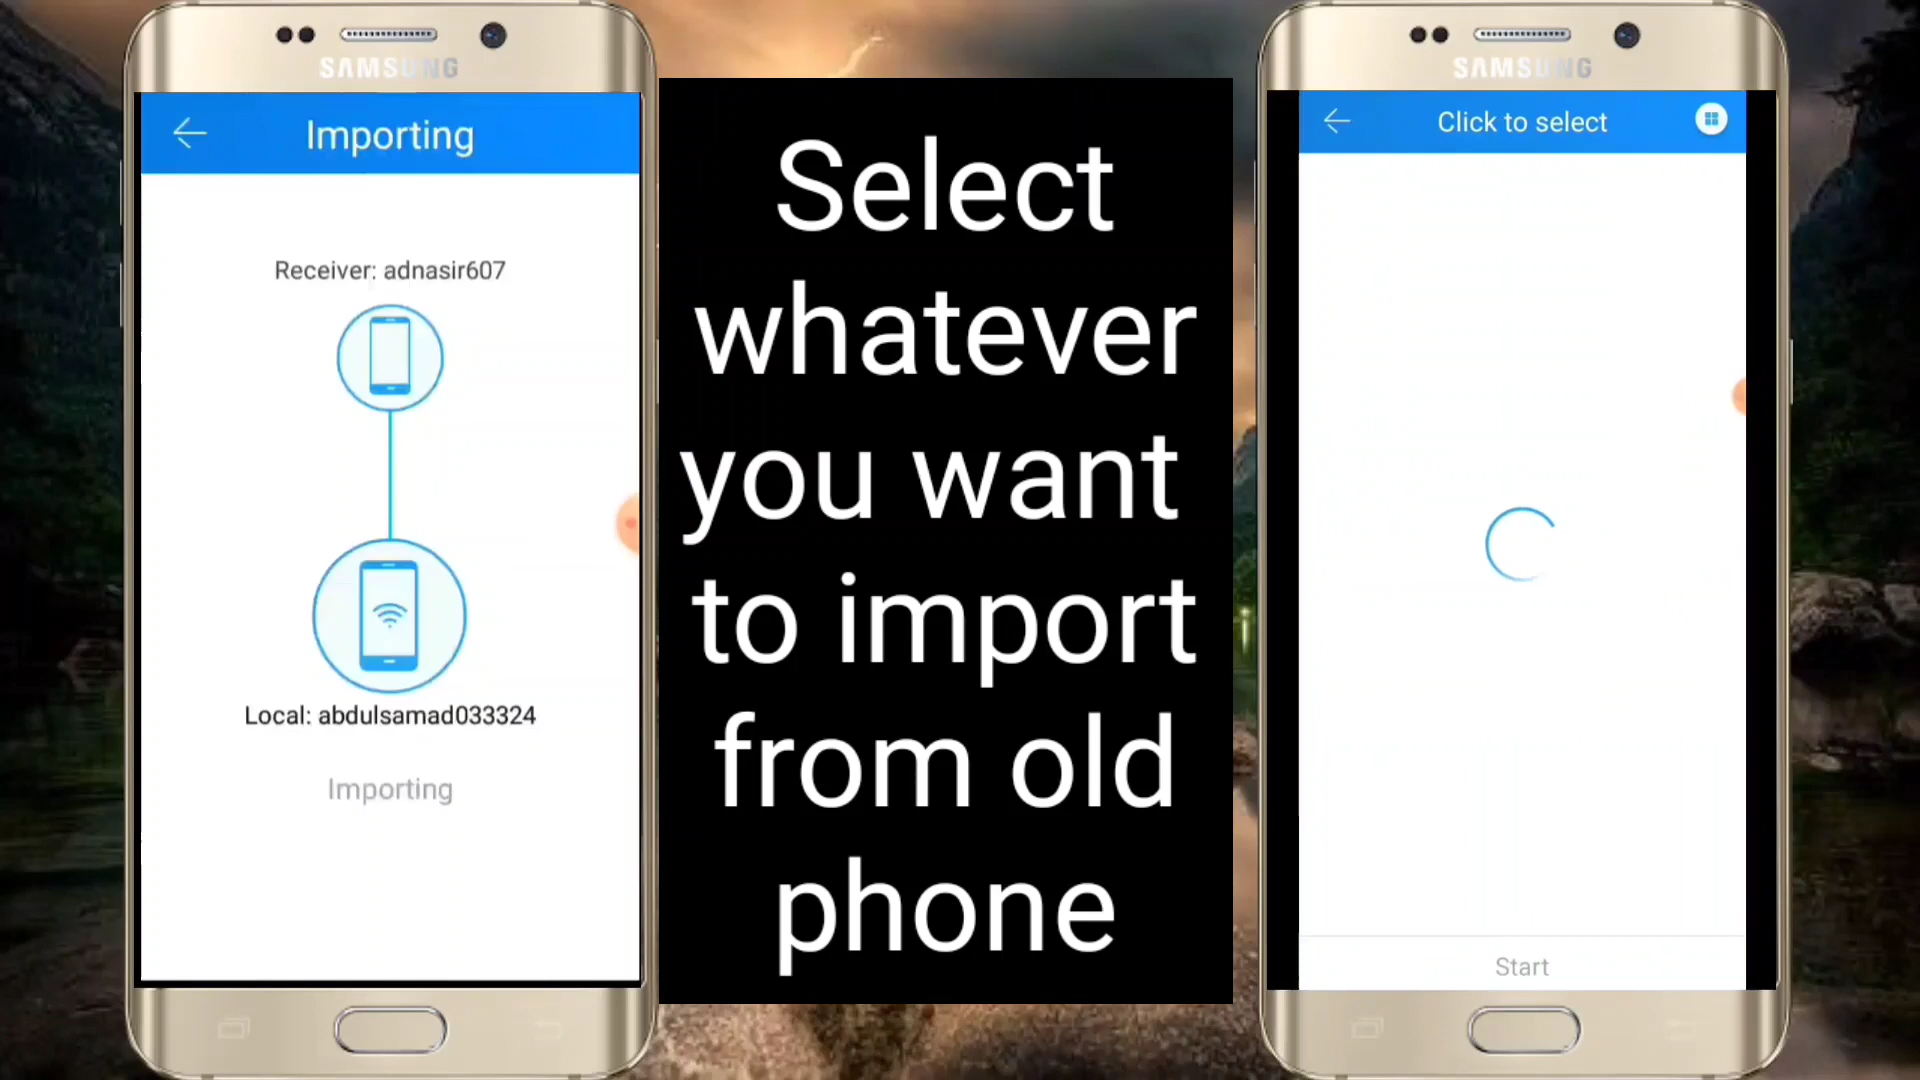 SAMSUNG
Importing
Receiver: adnasir607
Local: abdulsamad033324
Importing
Select
whatever
you want
to import
from old
phone
SAMSUNG
Click to select
Start